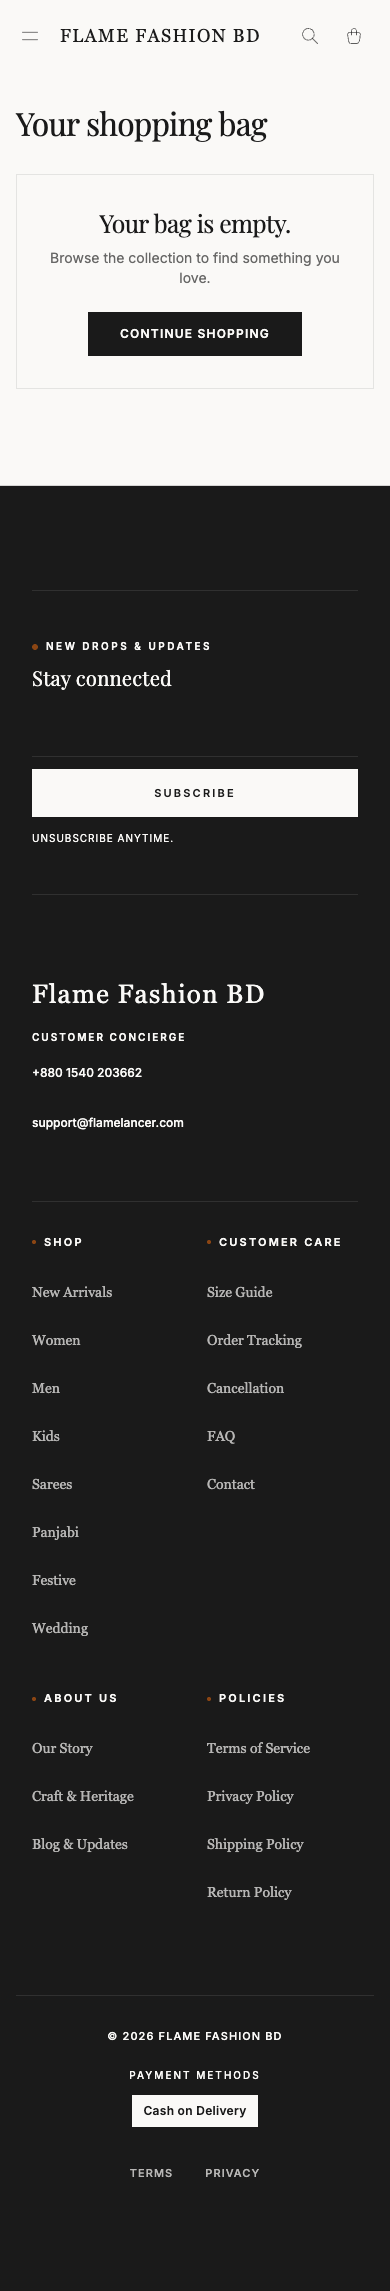 FLAME FASHION BD
Your shopping bag
Your bag is empty.
Browse the collection to find something you
love.
CONTINUE SHOPPING
NEW DROPS & UPDATES
Stay connected
SUBSCRIBE
UNSUBSCRIBE ANYTIME.
Flame Fashion BD
CUSTOMER CONCIERGE
+880 1540 203662
support@flamelancer.com
SHOP
New Arrivals
Women
Men
Kids
Sarees
Panjabi
Festive
Wedding
CUSTOMER CARE
Size Guide
Order Tracking
Cancellation
FAQ
Contact
ABOUT US
Our Story
Craft & Heritage
Blog & Updates
POLICIES
Terms of Service
Privacy Policy
Shipping Policy
Return Policy
© 2026 FLAME FASHION BD
PAYMENT METHODS
Cash on Delivery
TERMS PRIVACY